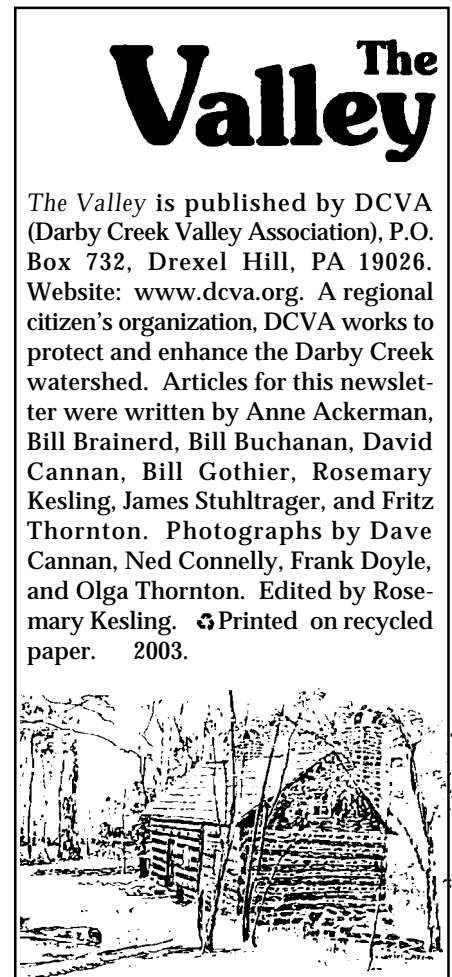 The
Valley
The Valley is published by DCVA
(Darby Creek Valley Association), P.O.
Box 732, Drexel Hill, PA 19026.
Website: www.dcva.org. A regional
citizen's organization, DCVA works to
protect and enhance the Darby Creek
watershed. Articles for this newslet-
ter were written by Anne Ackerman,
Bill Brainerd, Bill Buchanan, David
Cannan, Bill Gothier, Rosemary
Kesling, James Stuhltrager, and Fritz
Thornton. Photographs by Dave
Cannan, Ned Connelly, Frank Doyle,
and Olga Thornton. Edited by Rose-
mary Kesling. ♻Printed on recycled
paper. 2003.